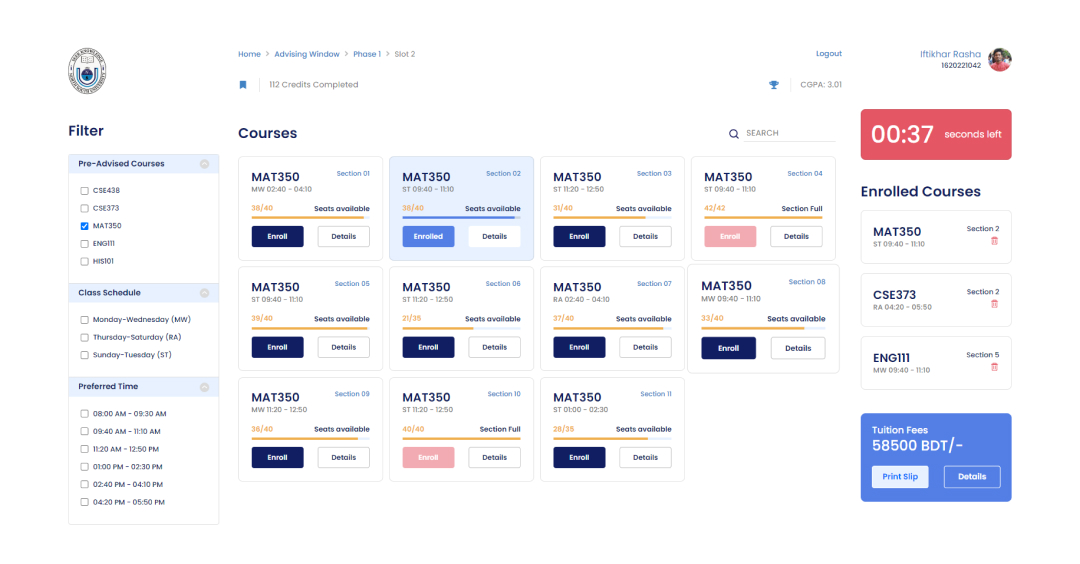 Home > Advising Window > Phase 1 > Slot 2
Logout
Iftikhar Rasha
1620221042
112 Credits Completed
CGPA: 3.01
Filter
Pre-Advised Courses
CSE438
CSE373
MAT350
ENG111
HIS101
Class Schedule
Monday-Wednesday (MW)
Thursday-Saturday (RA)
Sunday-Tuesday (ST)
Preferred Time
08:00 AM - 09:30 AM
09:40 AM - 11:10 AM
11:20 AM - 12:50 PM
01:00 PM - 02:30 PM
02:40 PM - 04:10 PM
04:20 PM - 05:50 PM
Courses
SEARCH
MAT350 Section 01
MW 02:40 - 04:10
38/40 Seats available
Enroll Details
MAT350 Section 02
ST 09:40 - 11:10
38/40 Seats available
Enrolled Details
MAT350 Section 03
ST 11:20 - 12:50
31/40 Seats available
Enroll Details
MAT350 Section 04
ST 09:40 - 11:10
42/42 Section Full
Enroll Details
MAT350 Section 05
ST 09:40 - 11:10
39/40 Seats available
Enroll Details
MAT350 Section 06
ST 11:20 - 12:50
21/35 Seats available
Enroll Details
MAT350 Section 07
RA 02:40 - 04:10
37/40 Seats available
Enroll Details
MAT350 Section 08
MW 09:40 - 11:10
33/40 Seats available
Enroll Details
MAT350 Section 09
MW 11:20 - 12:50
36/40 Seats available
Enroll Details
MAT350 Section 10
ST 11:20 - 12:50
40/40 Section Full
Enroll Details
MAT350 Section 11
ST 01:00 - 02:30
28/35 Seats available
Enroll Details
00:37 seconds left
Enrolled Courses
MAT350 Section 2
ST 09:40 - 11:10
CSE373 Section 2
RA 04:20 - 05:50
ENG111 Section 5
MW 09:40 - 11:10
Tuition Fees
58500 BDT/-
Print Slip Details